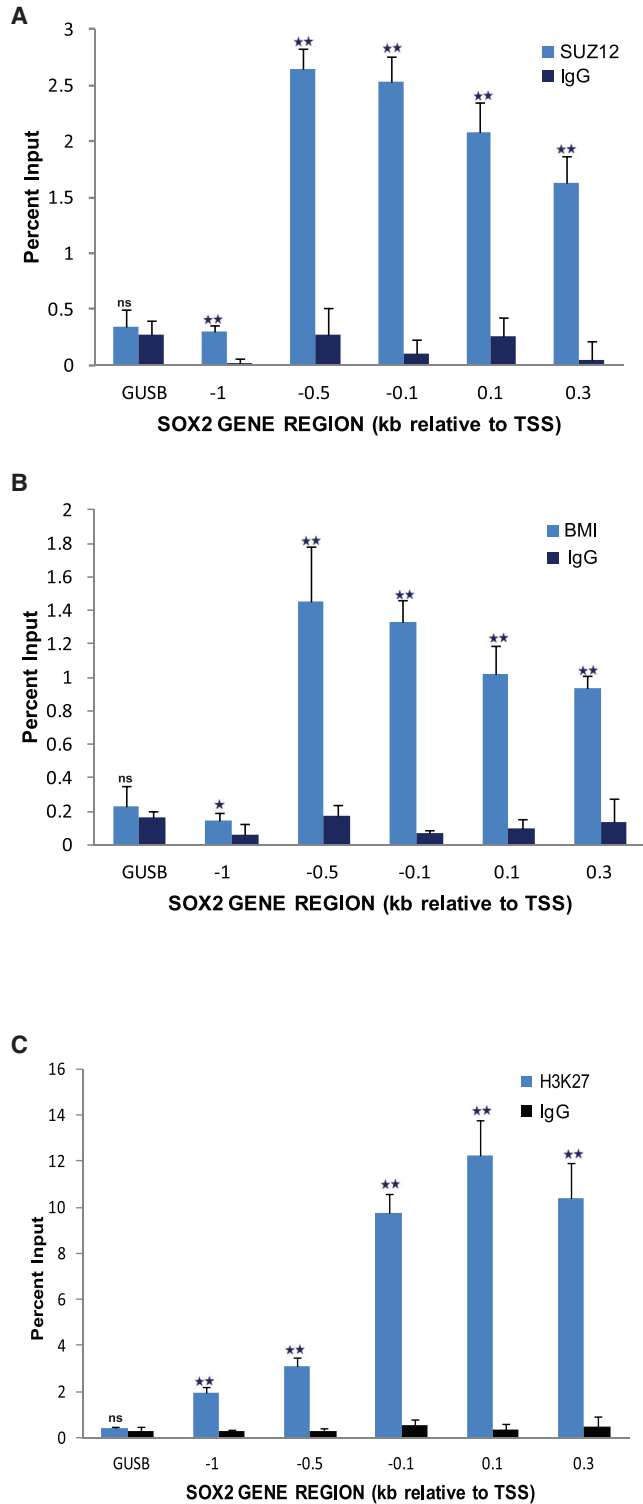 A
3
2.5
2
1.5
1
0.5
0
Percent Input
SUZ12
IgG
ns
★★
★★
★★
★★
★★
GUSB -1 -0.5 -0.1 0.1 0.3
SOX2 GENE REGION (kb relative to TSS)
B
2
1.8
1.6
1.4
1.2
1
0.8
0.6
0.4
0.2
0
Percent Input
BMI
IgG
ns
★
★★
★★
★★
★★
GUSB -1 -0.5 -0.1 0.1 0.3
SOX2 GENE REGION (kb relative to TSS)
C
16
14
12
10
8
6
4
2
0
Percent Input
H3K27
IgG
ns
★★
★★
★★
★★
★★
GUSB -1 -0.5 -0.1 0.1 0.3
SOX2 GENE REGION (kb relative to TSS)